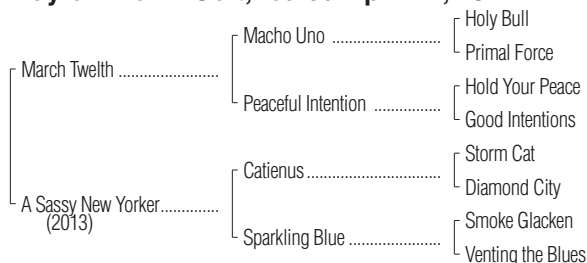 Holy Bull
Macho Uno ....................
Primal Force
March Twelth .........................
Hold Your Peace
Peaceful Intention .................
Good Intentions
Storm Cat
Catienus ...........................
Diamond City
A Sassy New Yorker...............
(2013)
Smoke Glacken
Sparkling Blue ....................
Venting the Blues